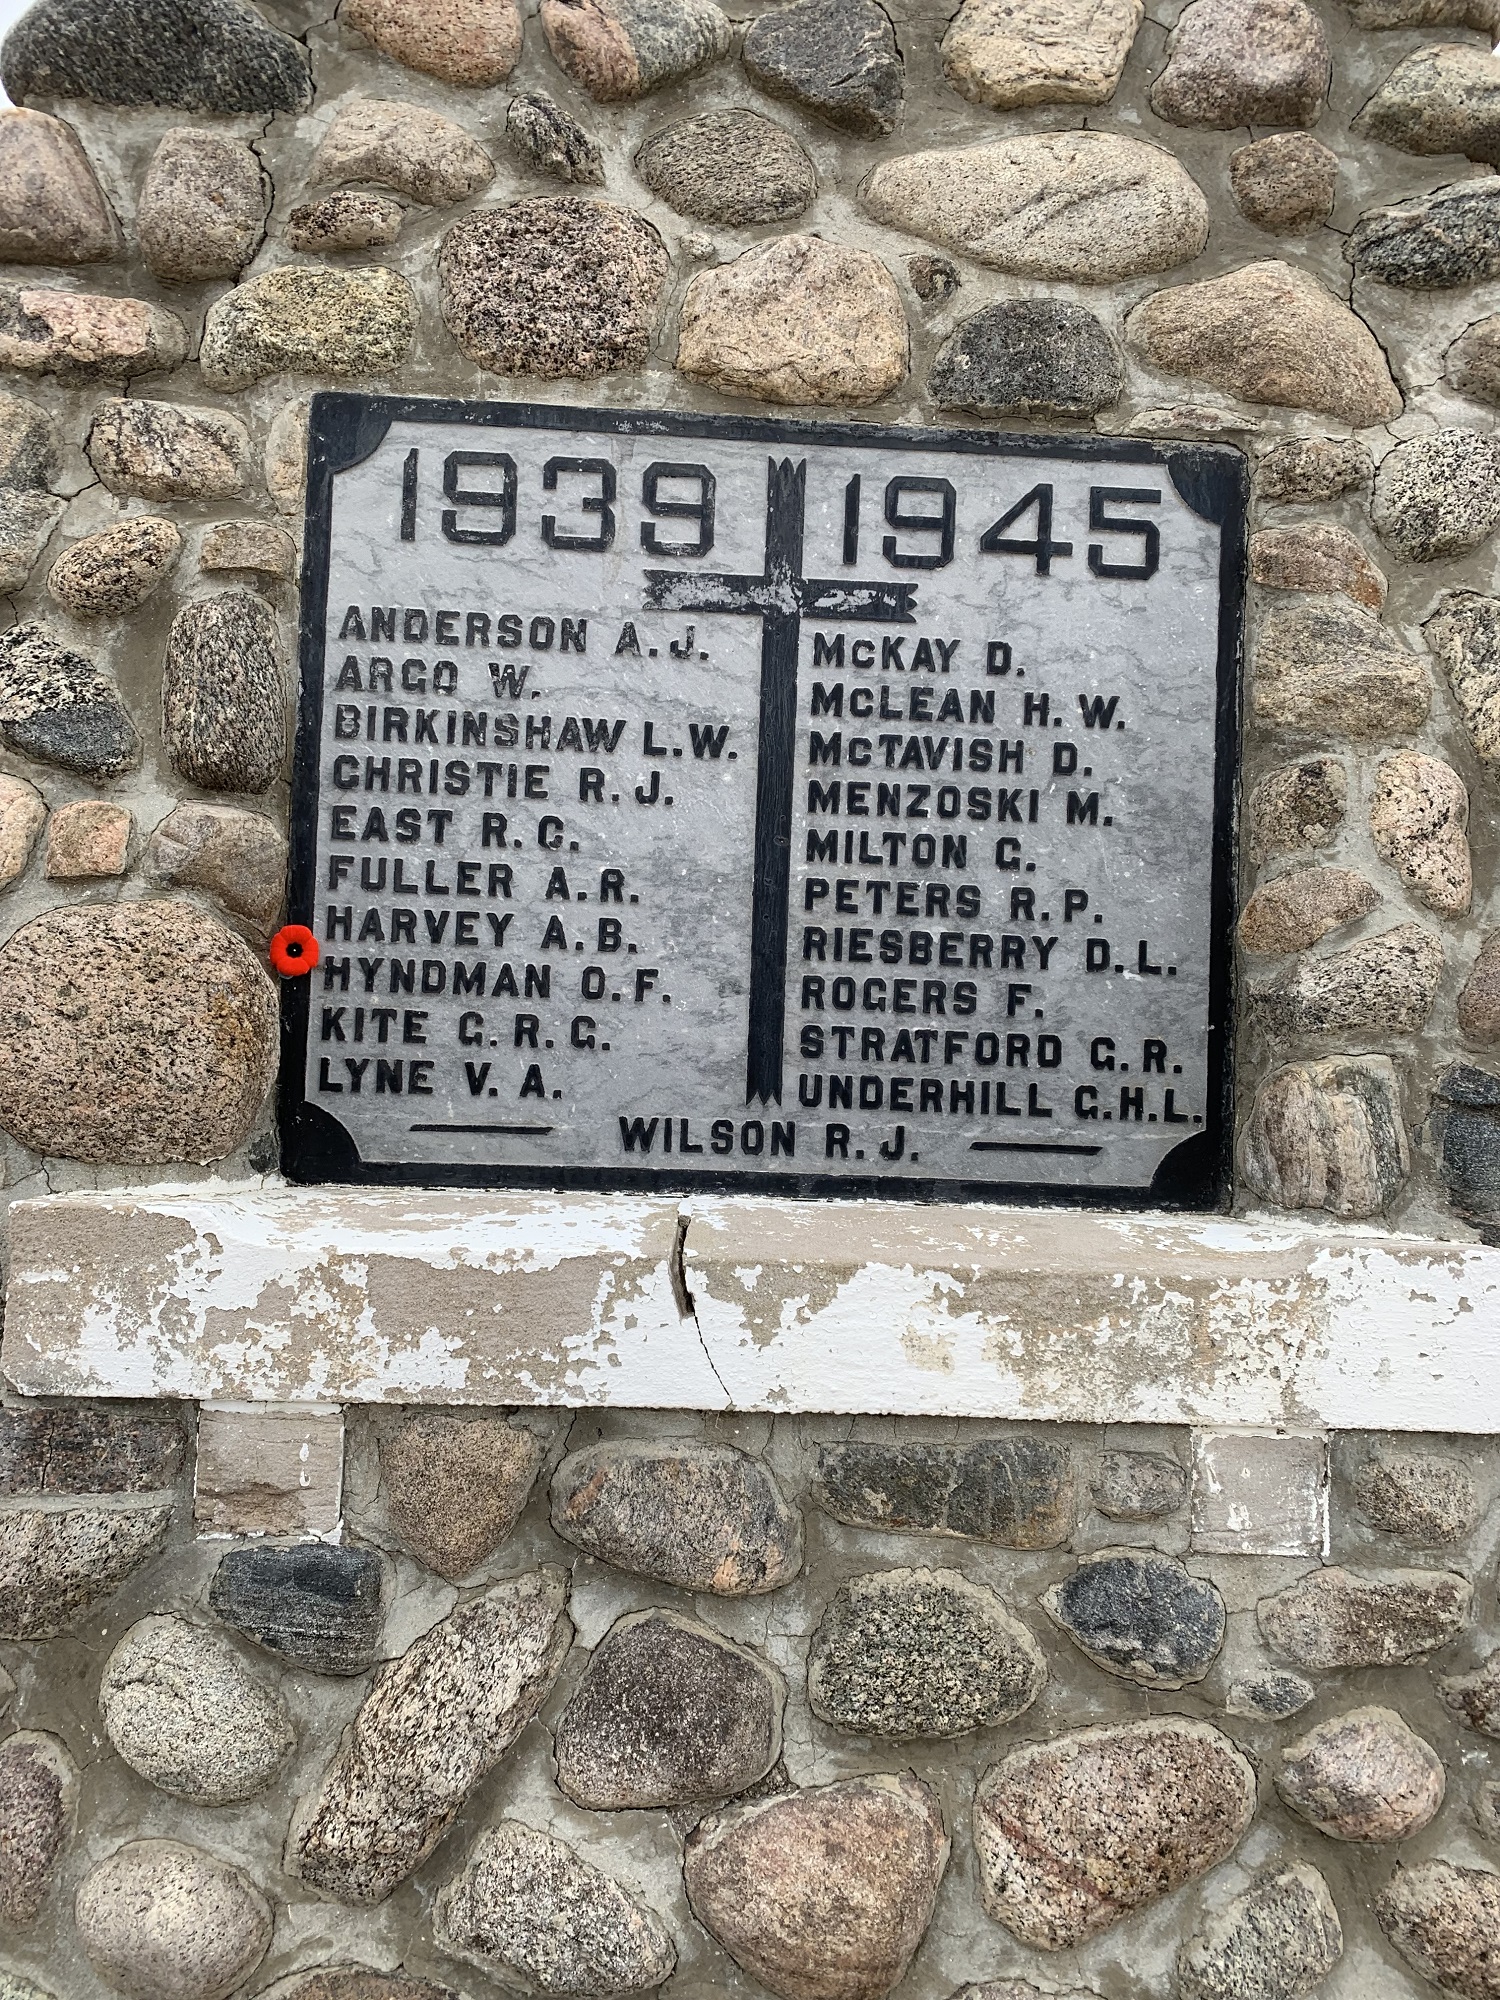 1939 1945
ANDERSON A. J.
ARGO W.
BIRKINSHAW L. W.
CHRISTIE R. J.
EAST R. G.
FULLER A. R.
HARVEY A. B.
HYNDMAN O. F.
KITE G. R. G.
LYNE V. A.
McKAY D.
McLEAN H. W.
McTAVISH D.
MENZOSKI M.
MILTON G.
PETERS R. P.
RIESBERRY D. L.
ROGERS F.
STRATFORD G. R.
UNDERHILL G. H. L.
WILSON R. J.